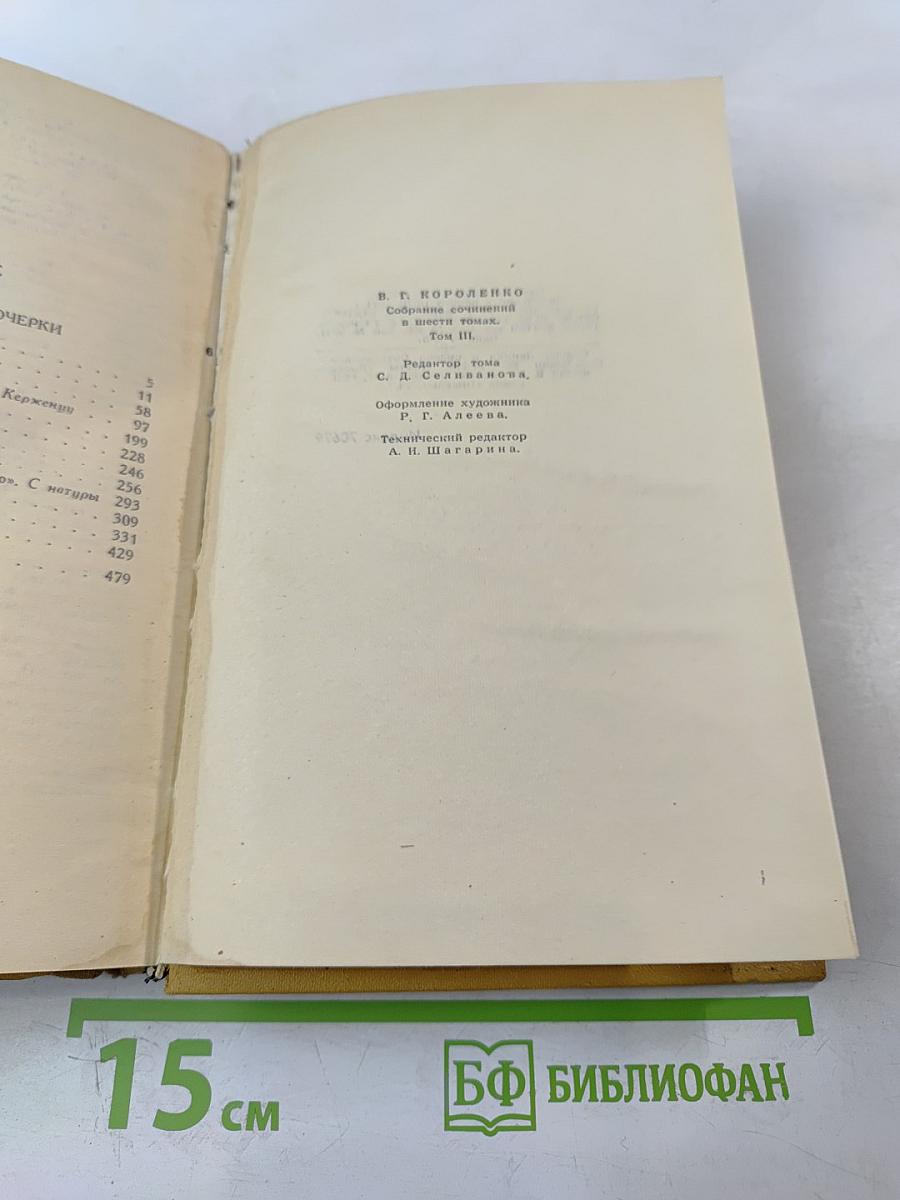 ОЧЕРКИ
5
11
Керженцу 58
97
199
228
246
256
». С натуры 293
309
331
429
479
В. Г. КОРОЛЕНКО
Собрание сочинений
в шести томах.
Том III.
Редактор тома
С. Д. Селиванова.
Оформление художника
Р. Г. Алеева.
Технический редактор
А. И. Шагарина.
15 см
БФ БИБЛИОФАН